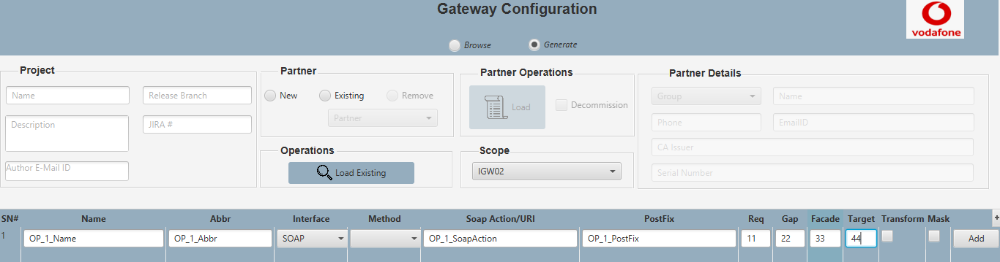 Gateway Configuration
vodafone
Browse
Generate
Project
Name
Release Branch
Description
JIRA #
Author E-Mail ID
Partner
New
Existing
Remove
Partner
Operations
Load Existing
Partner Operations
Load
Decommission
Scope
IGW02
Partner Details
Group
Name
Phone
EmailID
CA Issuer
Serial Number
SN# Name Abbr Interface Method Soap Action/URI PostFix Req Gap Facade Target Transform Mask +
1 OP_1_Name OP_1_Abbr SOAP OP_1_SoapAction OP_1_PostFix 11 22 33 44 Add